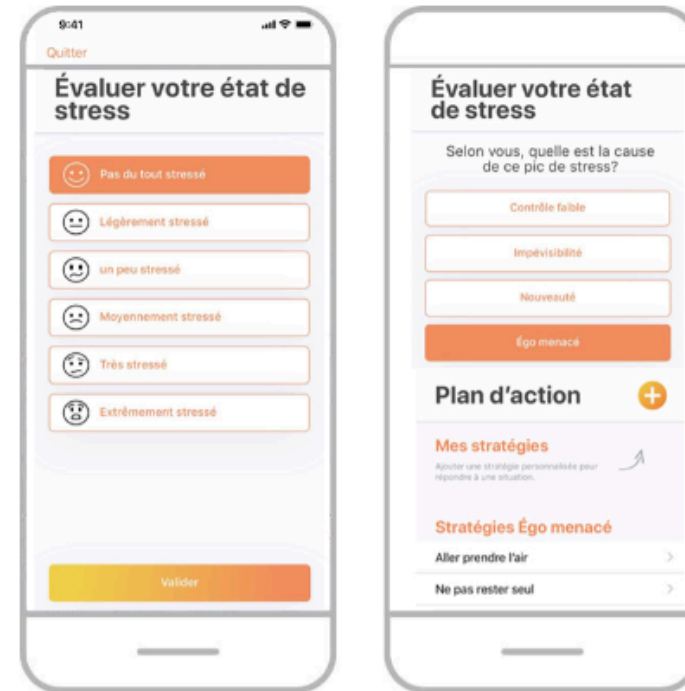 9:41
Quitter
Évaluer votre état de
stress
Pas du tout stressé
Légèrement stressé
un peu stressé
Moyennement stressé
Très stressé
Extrêmement stressé
Valider
Évaluer votre état
de stress
Selon vous, quelle est la cause
de ce pic de stress?
Contrôle faible
Impévisibilité
Nouveauté
Égo menacé
Plan d'action
Mes stratégies
Ajouter une stratégie personnalisée pour
répondre à une situation.
Stratégies Égo menacé
Aller prendre l'air
Ne pas rester seul